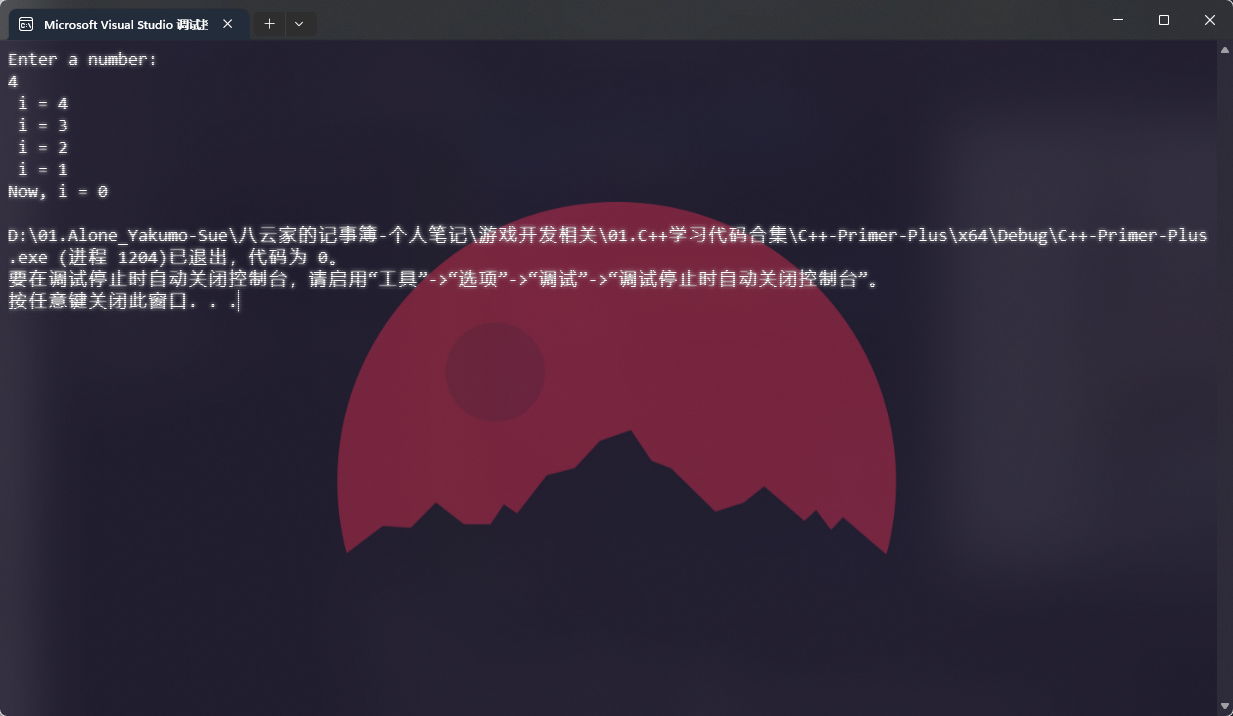 Microsoft Visual Studio 调试
Enter a number:
4
i = 4
i = 3
i = 2
i = 1
Now, i = 0
D:\01.Alone_Yakumo-Sue\八云家的记事簿-个人笔记\游戏开发相关\01.C++学习代码合集\C++-Primer-Plus\x64\Debug\C++-Primer-Plus
.exe (进程 1204)已退出，代码为 0。
要在调试停止时自动关闭控制台，请启用“工具”->“选项”->“调试”->“调试停止时自动关闭控制台”。
按任意键关闭此窗口. . .